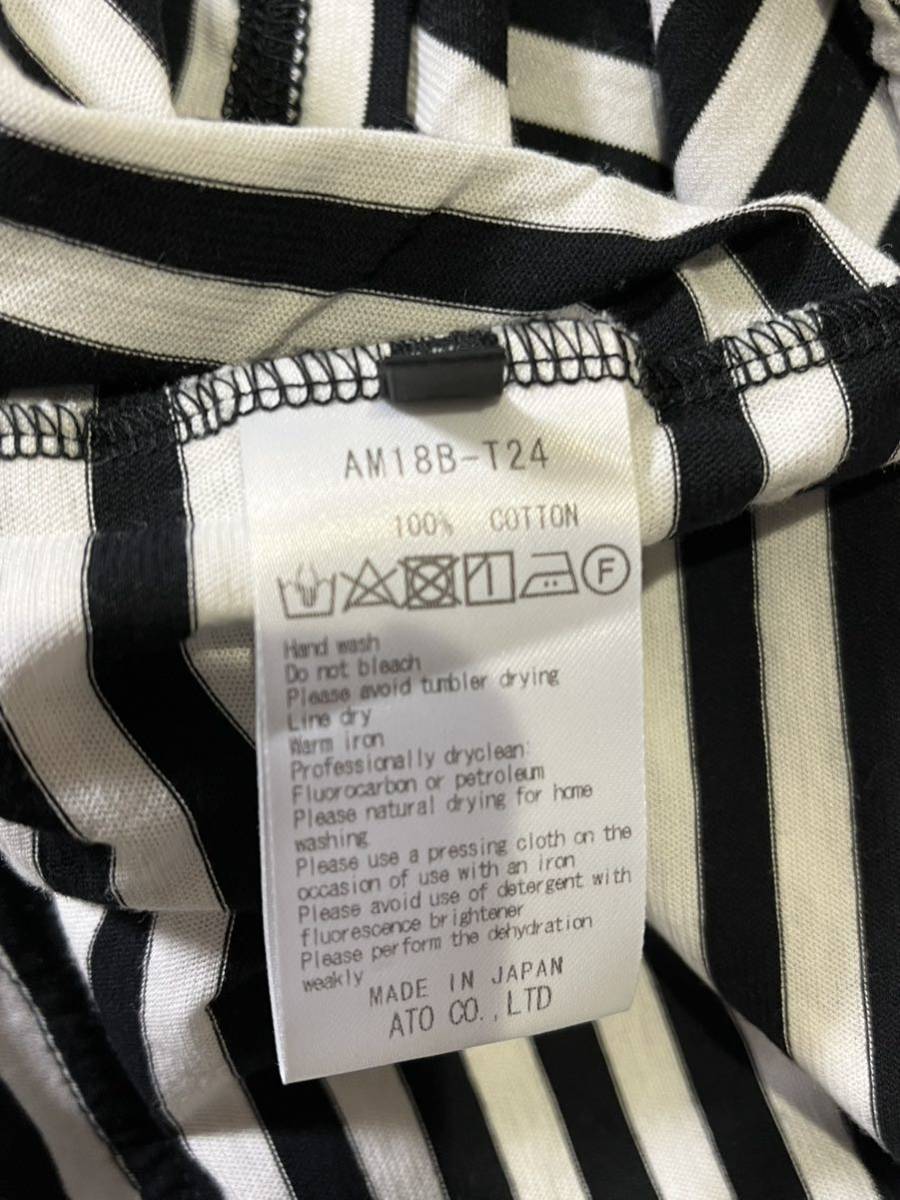 AM18B-T24
100% COTTON
F
Hand wash
Do not bleach
Please avoid tumbler drying
Line dry
Warm iron
Professionally dryclean:
Fluorocarbon or petroleum
Please natural drying for home
washing
Please use a pressing cloth on the
occasion of use with an iron
Please avoid use of detergent with
fluorescence brightener
Please perform the dehydration
weakly
MADE IN JAPAN
ATO CO.,LTD